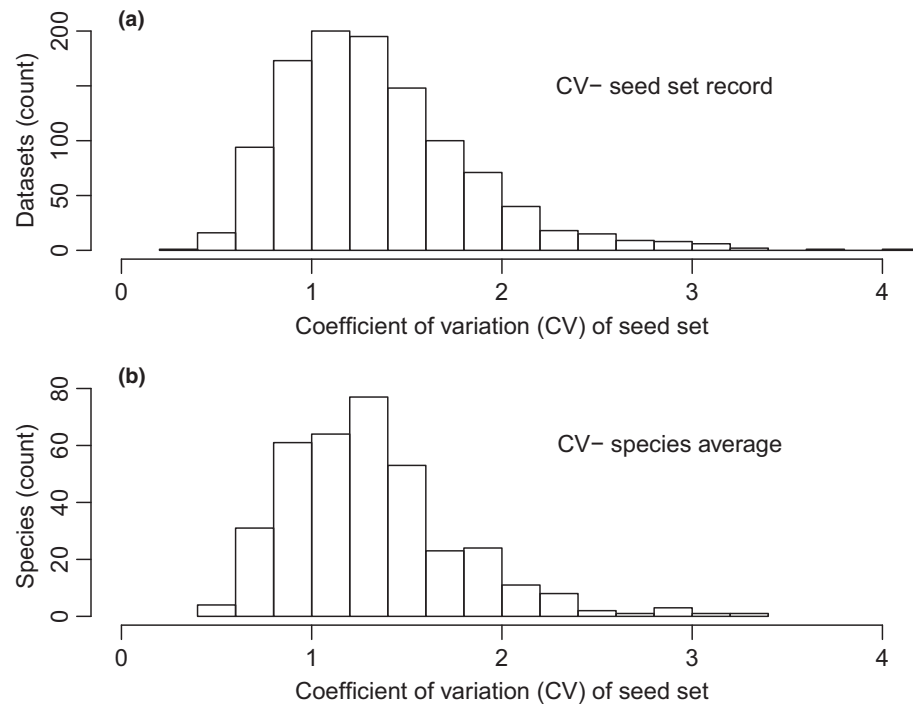 (a)
200
100
50
0
Datasets (count)
CV− seed set record
0 1 2 3 4
Coefficient of variation (CV) of seed set
(b)
80
60
40
20
0
Species (count)
CV− species average
0 1 2 3 4
Coefficient of variation (CV) of seed set